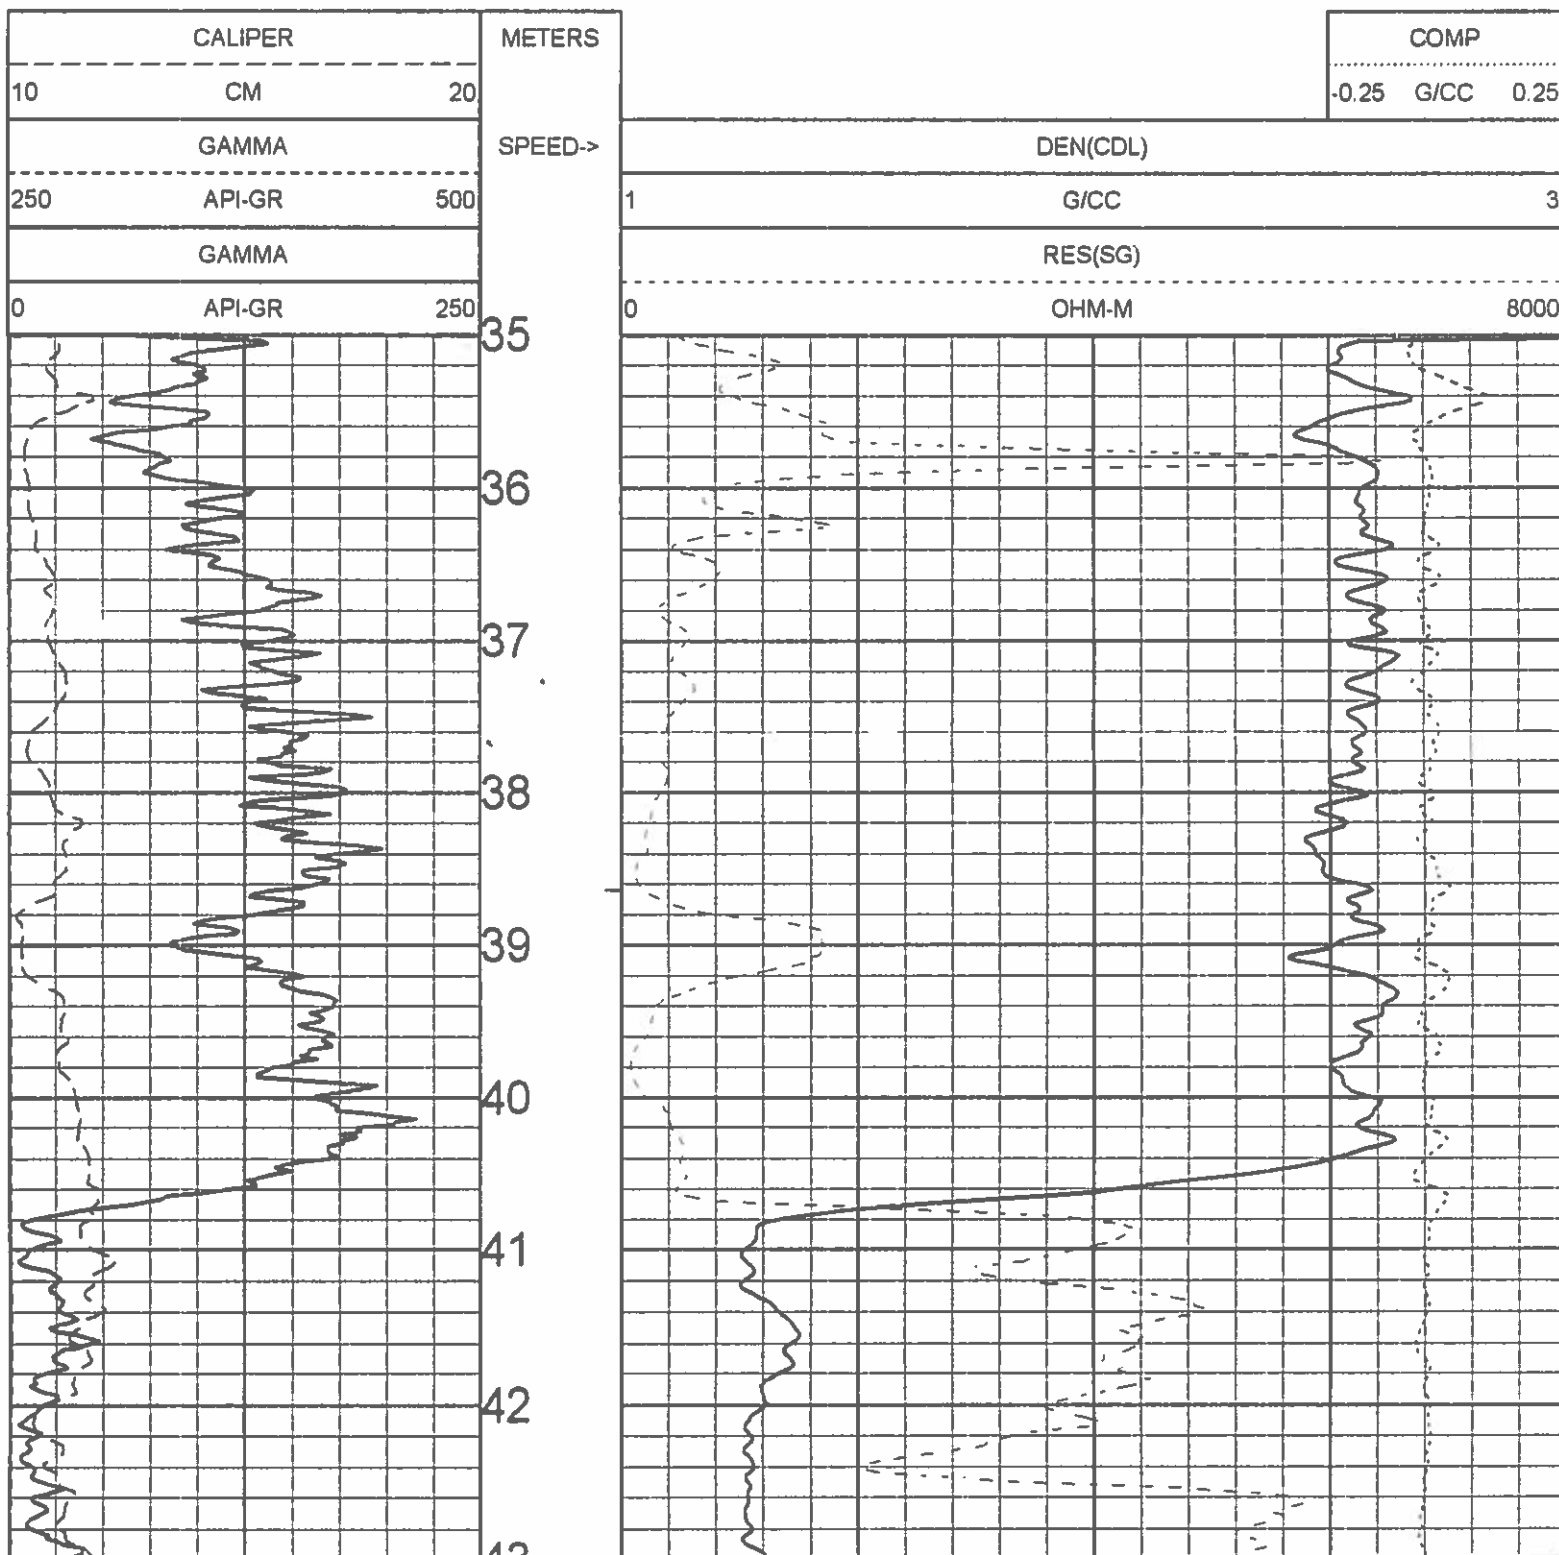 CALIPER METERS COMP
10 CM 20 -0.25 G/CC 0.25
GAMMA SPEED-> DEN(CDL)
250 API-GR 500 1 G/CC 3
GAMMA RES(SG)
0 API-GR 250 0 OHM-M 8000
35
36
37
38
39
40
41
42
43